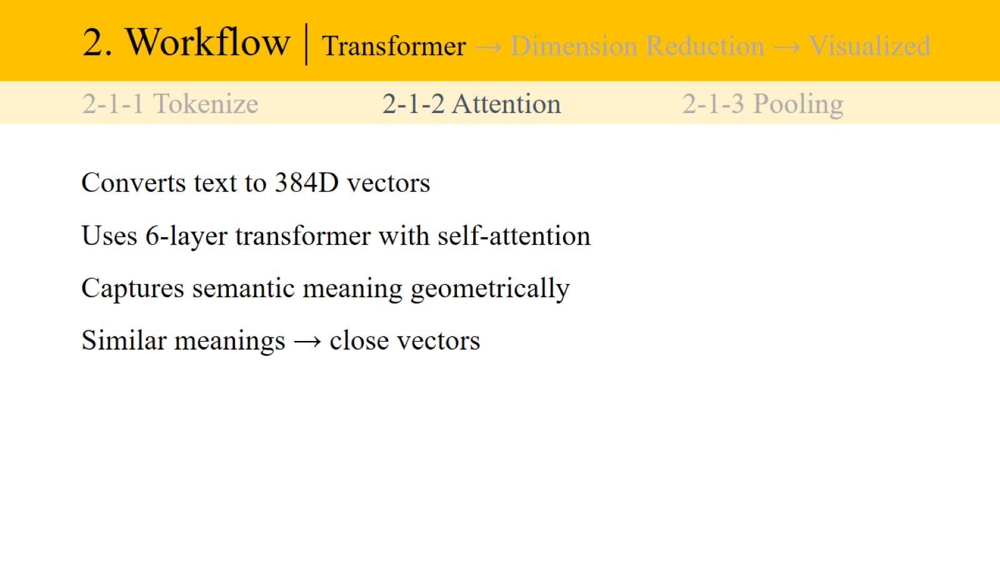 2. Workflow | Transformer → Dimension Reduction → Visualized
2-1-1 Tokenize 2-1-2 Attention 2-1-3 Pooling
Converts text to 384D vectors
Uses 6-layer transformer with self-attention
Captures semantic meaning geometrically
Similar meanings → close vectors